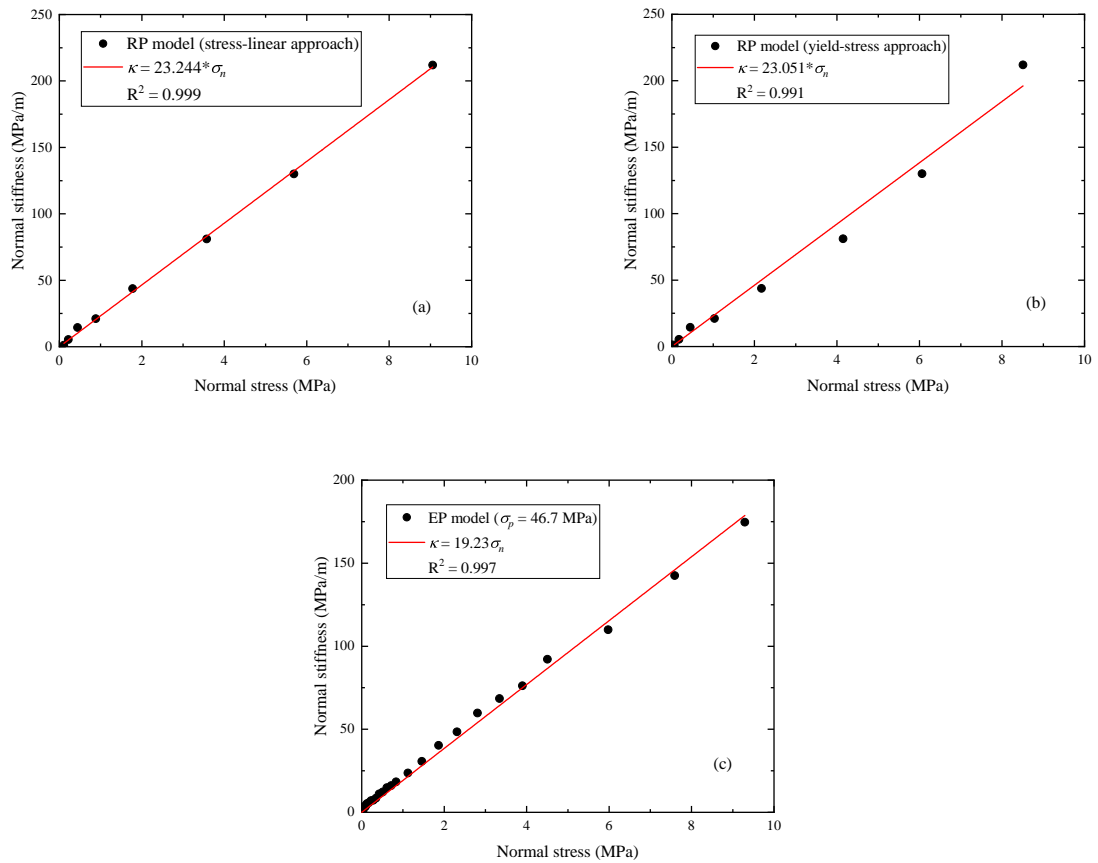 250
200
150
100
50
0
Normal stiffness (MPa/m)
RP model (stress-linear approach)
κ = 23.244*σn
R² = 0.999
(a)
0 2 4 6 8 10
Normal stress (MPa)
250
200
150
100
50
0
Normal stiffness (MPa/m)
RP model (yield-stress approach)
κ = 23.051*σn
R² = 0.991
(b)
0 2 4 6 8 10
Normal stress (MPa)
200
150
100
50
0
Normal stiffness (MPa/m)
EP model (σp = 46.7 MPa)
κ = 19.23σn
R² = 0.997
(c)
0 2 4 6 8 10
Normal stress (MPa)